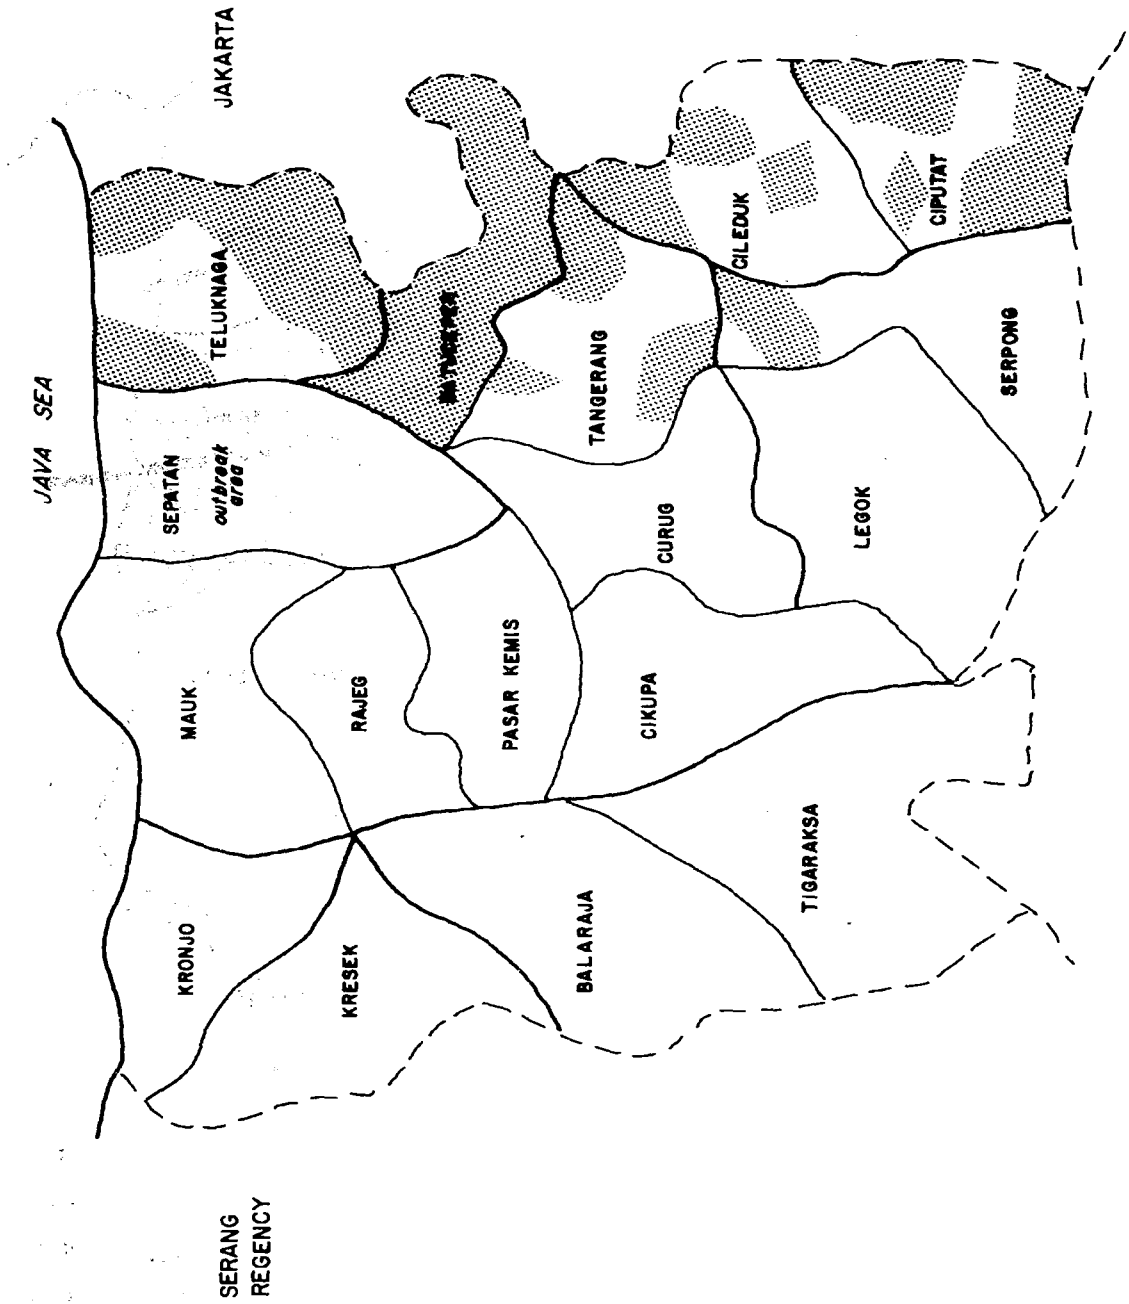 JAVA SEA
JAKARTA
SERANG
REGENCY
KRONJO
MAUK
SEPATAN
outbreak
area
TELUKNAGA
KRESEK
RAJEG
BATUCEPER
PASAR KEMIS
BALARAJA
CIKUPA
CURUG
TANGERANG
CILEDUK
TIGARAKSA
LEGOK
CIPUTAT
SERPONG